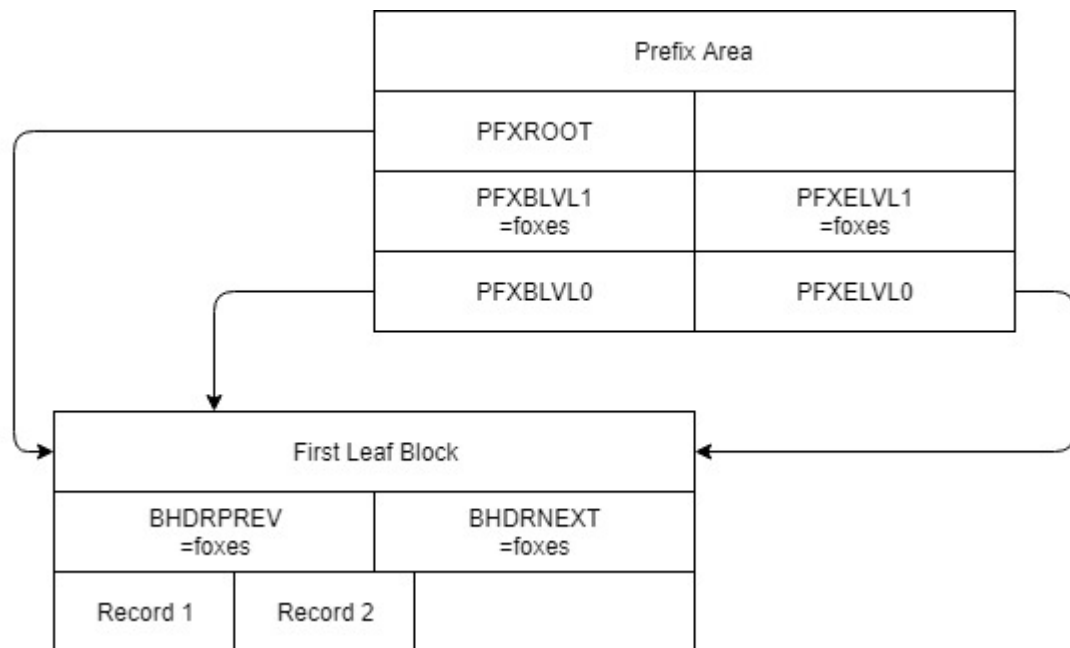 Prefix Area
PFXROOT
PFXBLVL1
=foxes
PFXELVL1
=foxes
PFXBLVL0
PFXELVL0
First Leaf Block
BHDRPREV
=foxes
BHDRNEXT
=foxes
Record 1
Record 2